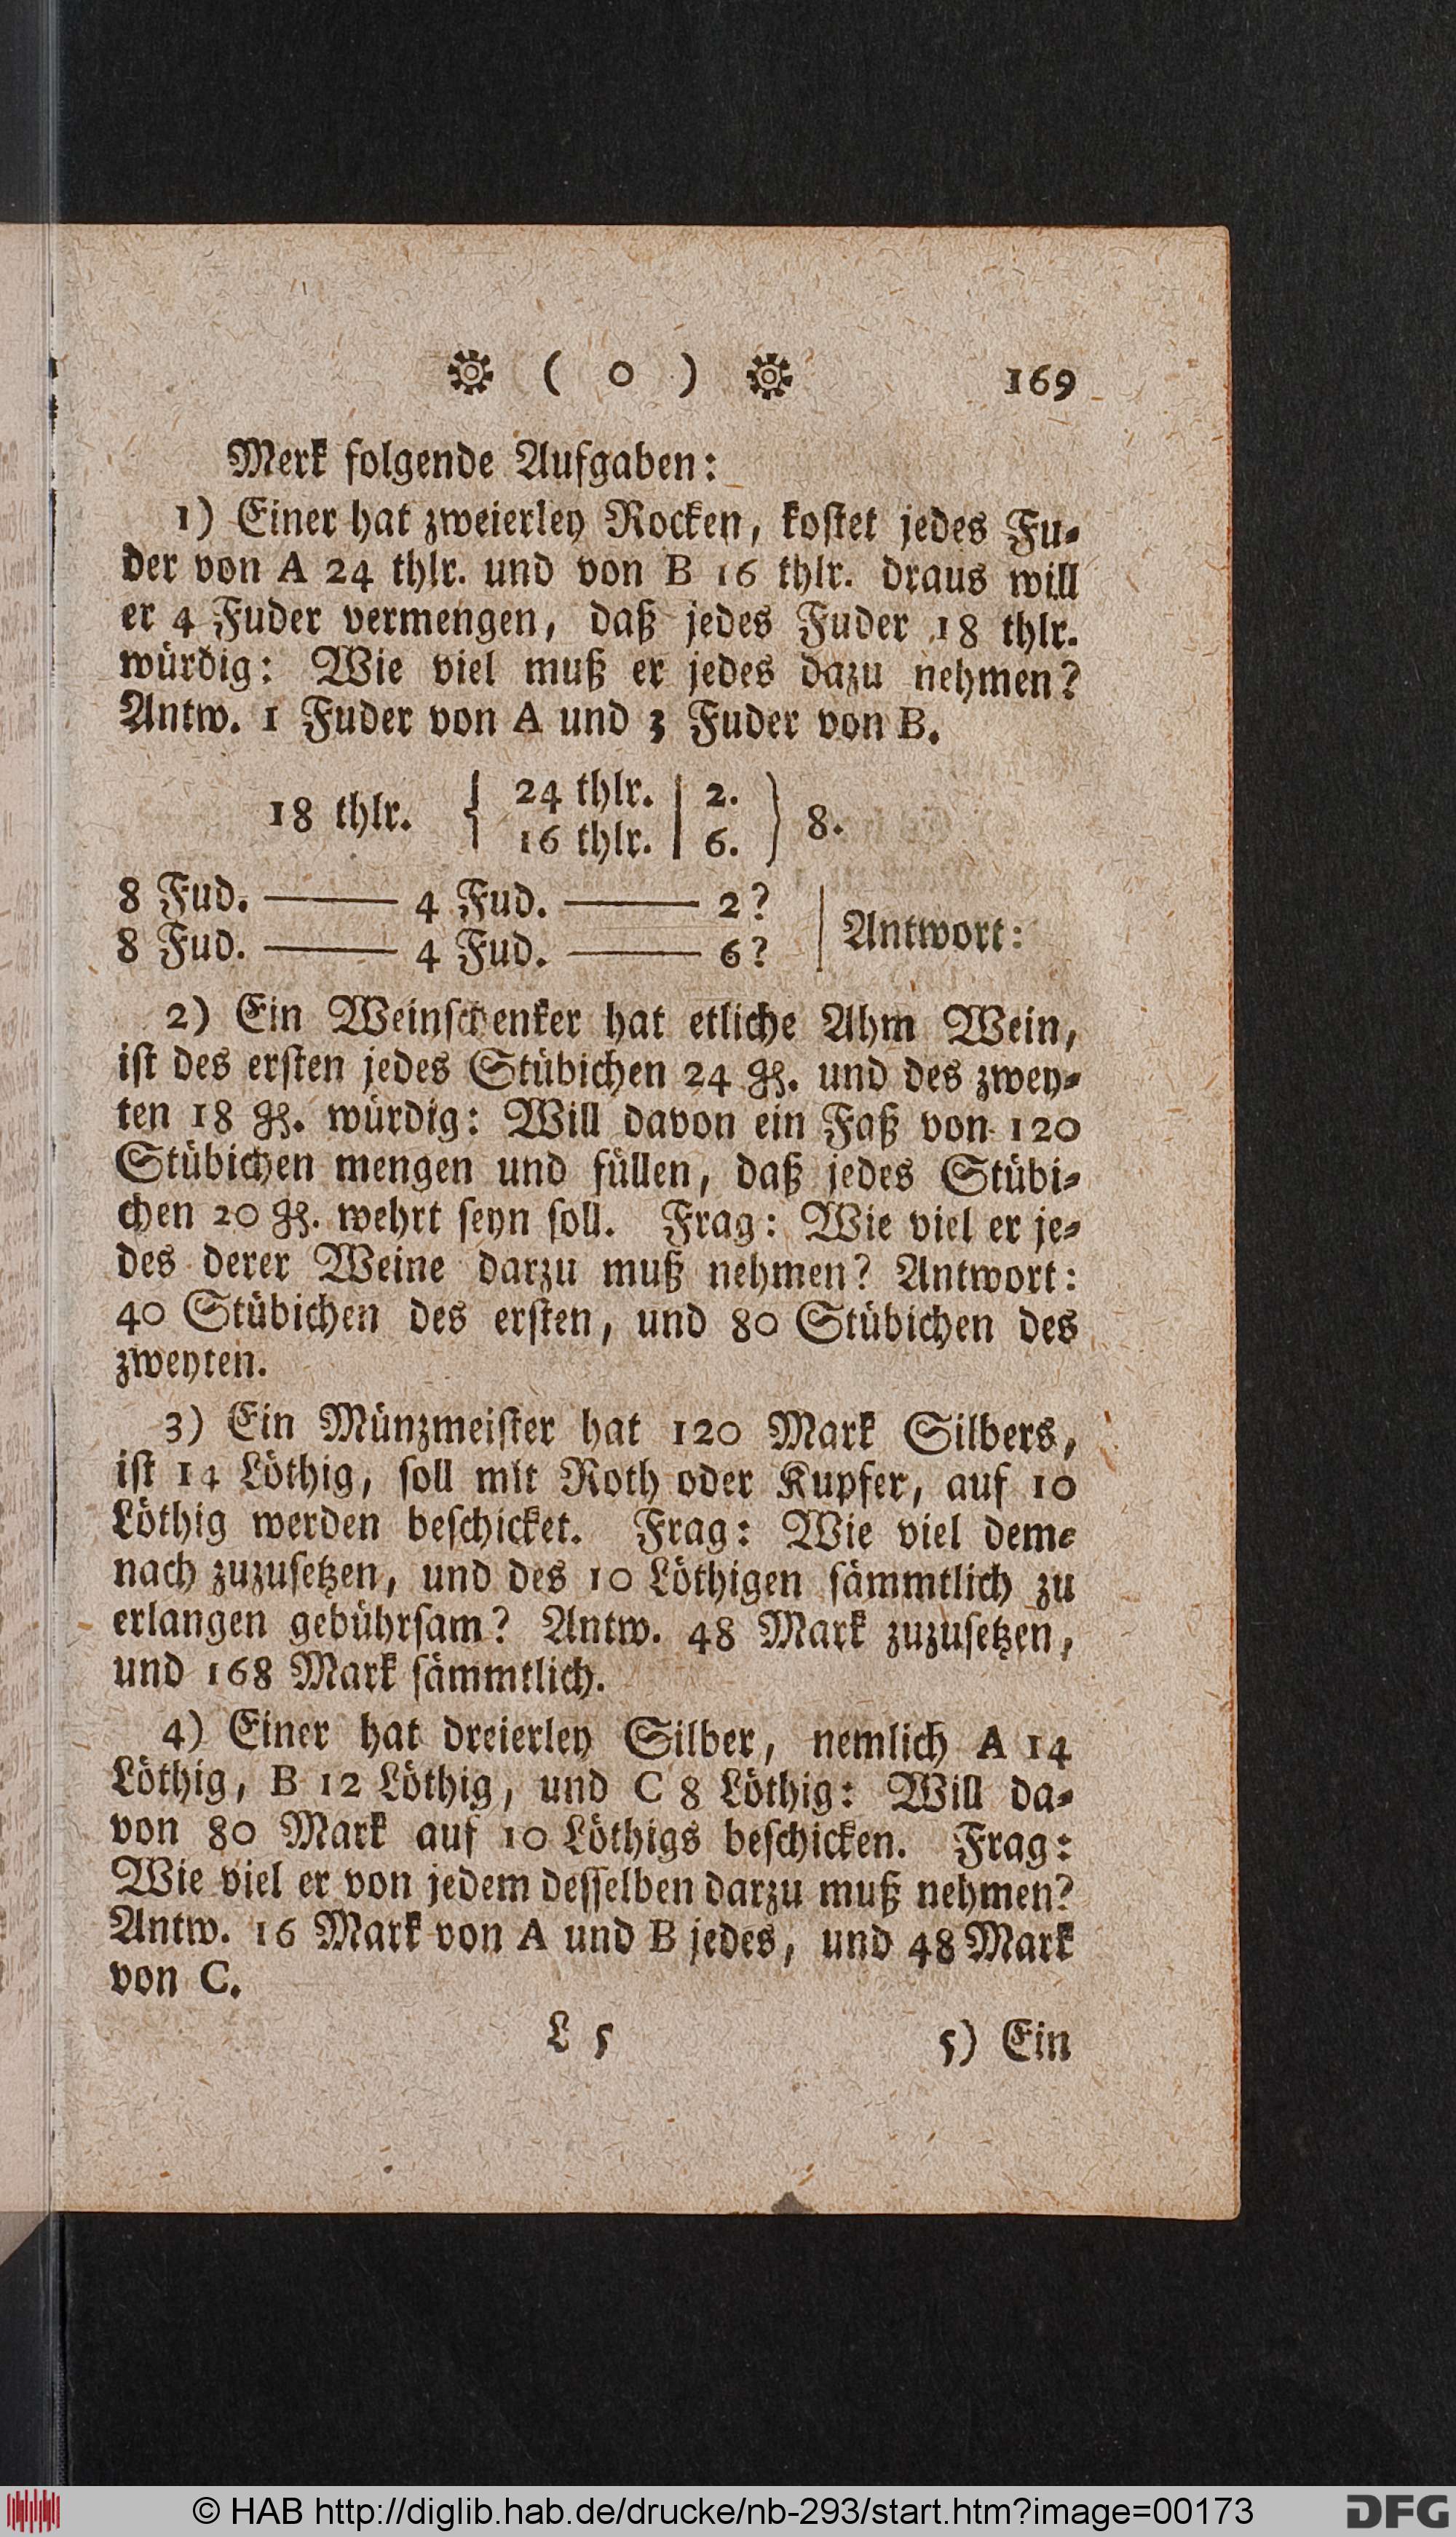 ❁ ( o ) ❁ 169
Merk folgende Aufgaben:
1) Einer hat zweierley Rocken, koſtet jedes Fu⸗
der von A 24 thlr. und von B 16 thlr. draus will
er 4 Fuder vermengen, daß jedes Fuder 18 thlr.
würdig: Wie viel muß er jedes dazu nehmen?
Antw. 1 Fuder von A und 3 Fuder von B.
18 thlr. { 24 thlr. | 2. } 8.
16 thlr. | 6.
8 Fud. —— 4 Fud. —— 2? | Antwort:
8 Fud. —— 4 Fud. —— 6?
2) Ein Weinſchenker hat etliche Ahm Wein,
iſt des erſten jedes Stübichen 24 gl. und des zwey⸗
ten 18 gl. würdig: Will davon ein Faß von 120
Stübichen mengen und füllen, daß jedes Stübi⸗
chen 20 gl. wehrt ſeyn ſoll. Frag: Wie viel er je⸗
des derer Weine darzu muß nehmen? Antwort:
40 Stübichen des erſten, und 80 Stübichen des
zweyten.
3) Ein Münzmeiſter hat 120 Mark Silbers,
iſt 14 Löthig, ſoll mit Roth oder Kupfer, auf 10
Löthig werden beſchicket. Frag: Wie viel dem⸗
nach zuzuſetzen, und des 10 Löthigen ſämmtlich zu
erlangen gebührſam? Antw. 48 Mark zuzuſetzen,
und 168 Mark ſämmtlich.
4) Einer hat dreierley Silber, nemlich A 14
Löthig, B 12 Löthig, und C 8 Löthig: Will da⸗
von 80 Mark auf 10 Löthigs beſchicken. Frag:
Wie viel er von jedem deſſelben darzu muß nehmen?
Antw. 16 Mark von A und B jedes, und 48 Mark
von C.
L 5 5) Ein
© HAB http://diglib.hab.de/drucke/nb-293/start.htm?image=00173 DFG